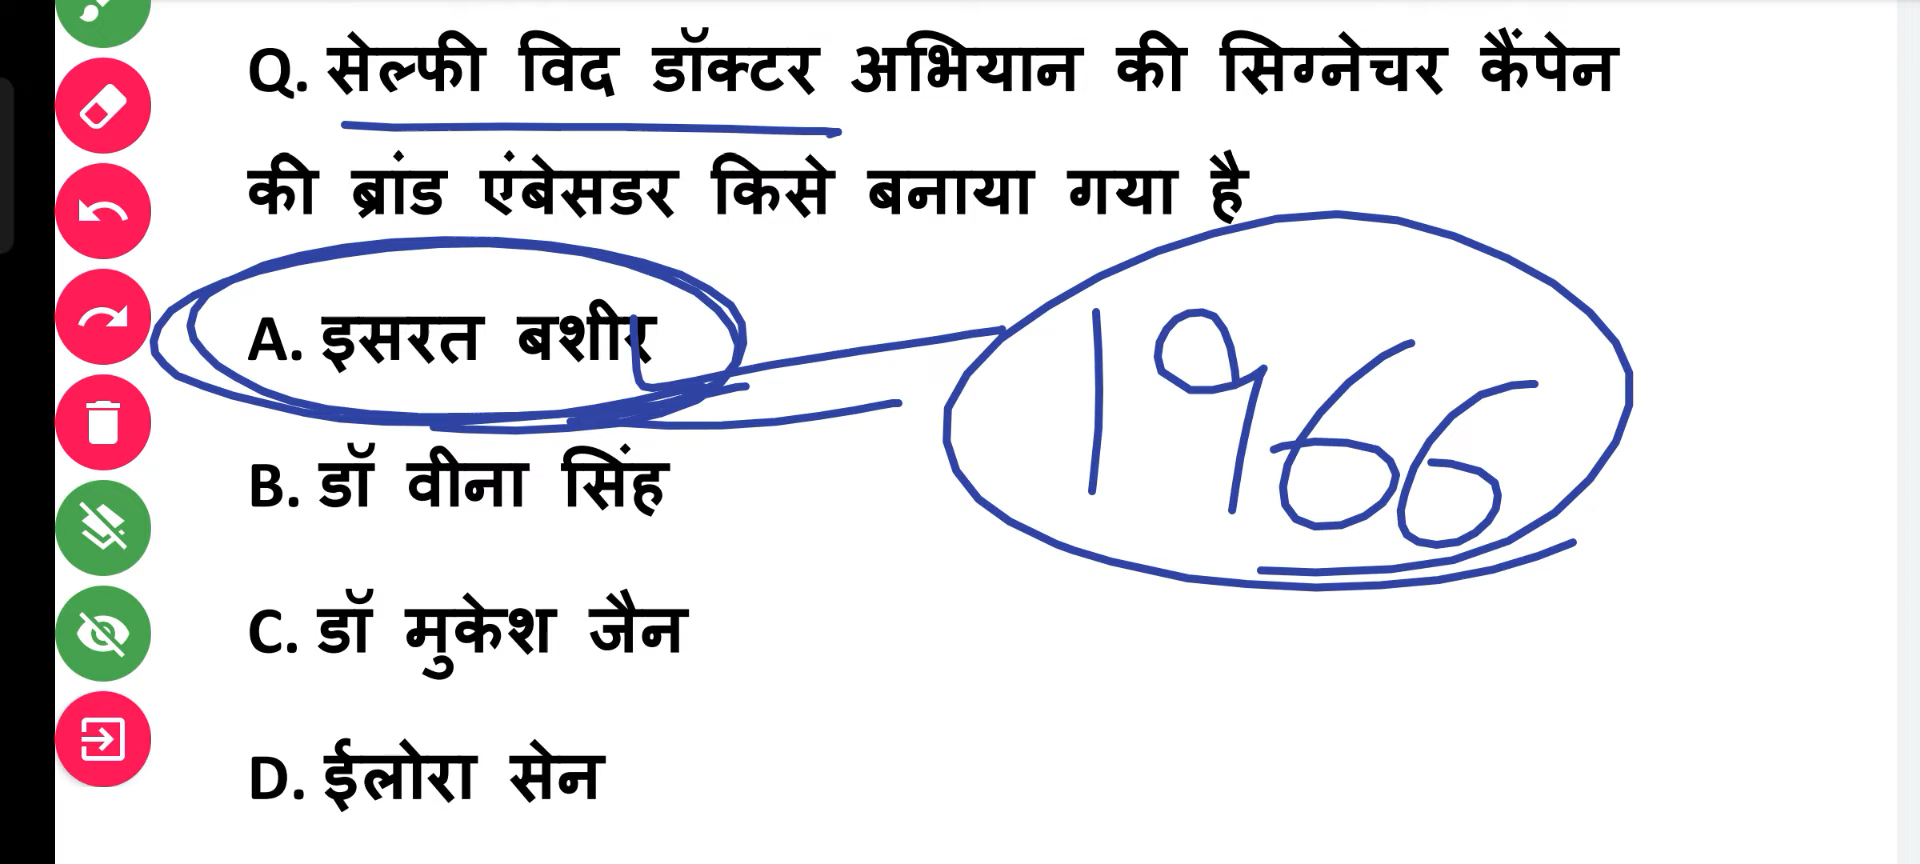 Q. सेल्फी विद डॉक्टर अभियान की सिग्नेचर कैंपेन
की ब्रांड एंबेसडर किसे बनाया गया है
A. इसरत बशीर
1966
B. डॉ वीना सिंह
C. डॉ मुकेश जैन
D. ईलोरा सेन